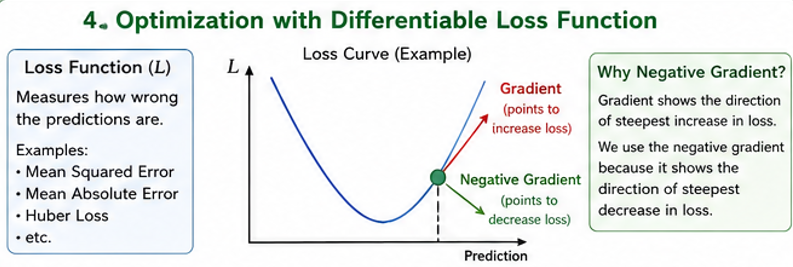 4. Optimization with Differentiable Loss Function
Loss Function (L)
Measures how wrong
the predictions are.
Examples:
• Mean Squared Error
• Mean Absolute Error
• Huber Loss
• etc.
Loss Curve (Example)
L
Gradient
(points to
increase loss)
Negative Gradient
(points to
decrease loss)
Prediction
Why Negative Gradient?
Gradient shows the direction
of steepest increase in loss.
We use the negative gradient
because it shows the
direction of steepest
decrease in loss.